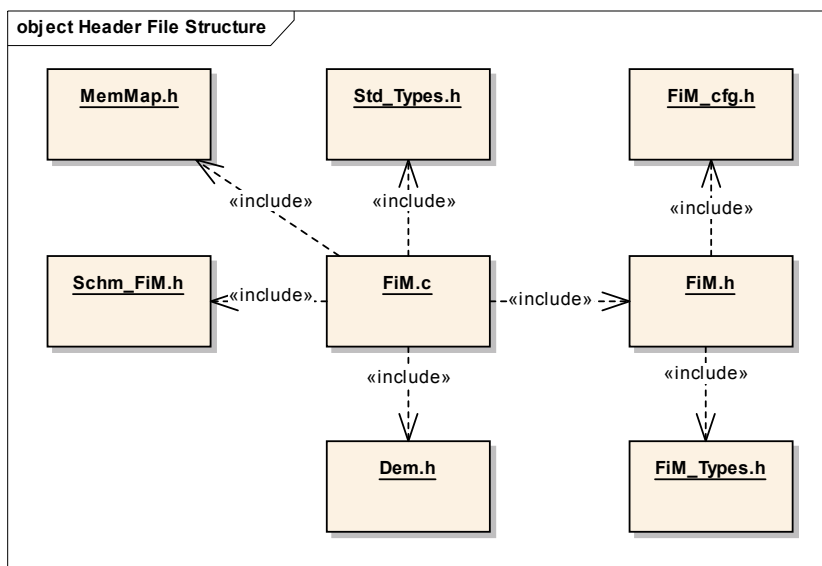 object Header File Structure
MemMap.h
Std_Types.h
FiM_cfg.h
«include»
«include»
«include»
Schm_FiM.h
«include»
FiM.c
«include»
FiM.h
«include»
«include»
Dem.h
FiM_Types.h